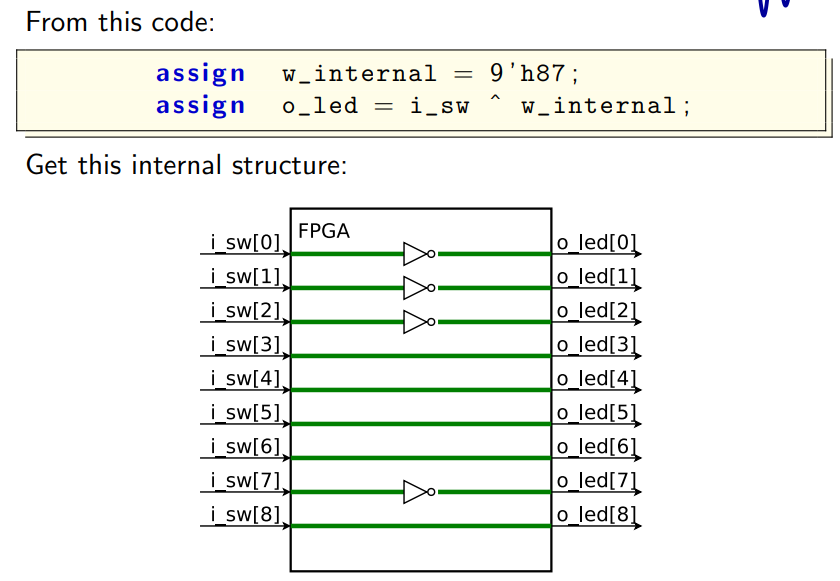 From this code:
assign w_internal = 9'h87;
assign o_led = i_sw ^ w_internal;
Get this internal structure:
FPGA
i_sw[0] o_led[0]
i_sw[1] o_led[1]
i_sw[2] o_led[2]
i_sw[3] o_led[3]
i_sw[4] o_led[4]
i_sw[5] o_led[5]
i_sw[6] o_led[6]
i_sw[7] o_led[7]
i_sw[8] o_led[8]